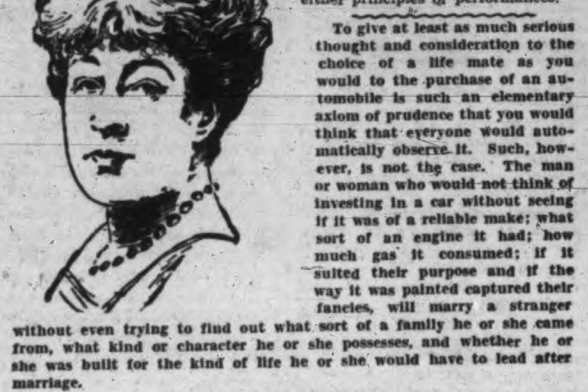 either principles of performances.
To give at least as much serious
thought and consideration to the
choice of a life mate as you
would to the purchase of an au-
tomobile is such an elementary
axiom of prudence that you would
think that everyone would auto-
matically observe it. Such, how-
ever, is not the case. The man
or woman who would not think of
investing in a car without seeing
if it was of a reliable make; what
sort of an engine it had; how
much gas it consumed; if it
suited their purpose and if the
way it was painted captured their
fancies, will marry a stranger
without even trying to find out what sort of a family he or she came
from, what kind or character he or she possesses, and whether he or
she was built for the kind of life he or she would have to lead after
marriage.